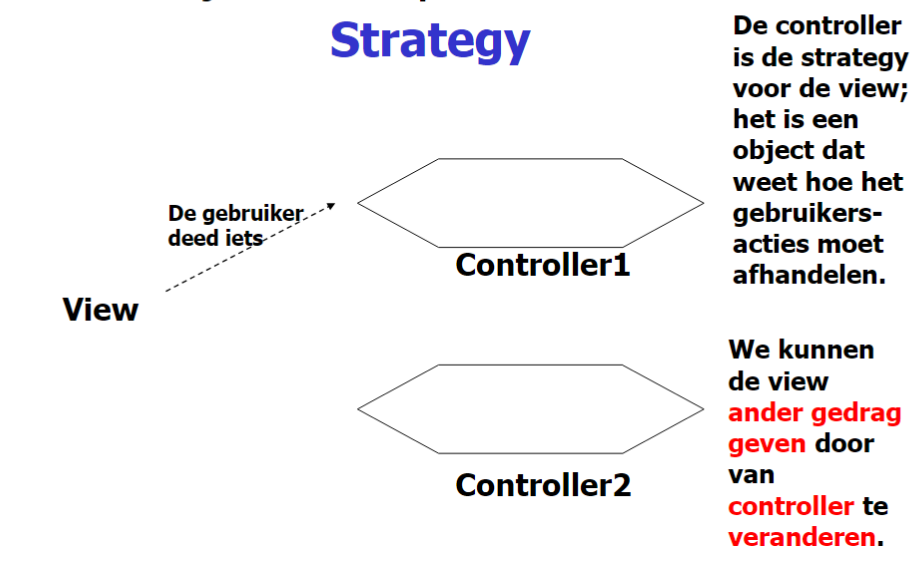 Strategy
De controller
is de strategy
voor de view;
het is een
object dat
weet hoe het
gebruikers-
acties moet
afhandelen.
De gebruiker
deed iets
Controller1
View
We kunnen
de view
ander gedrag
geven door
van
controller te
veranderen.
Controller2